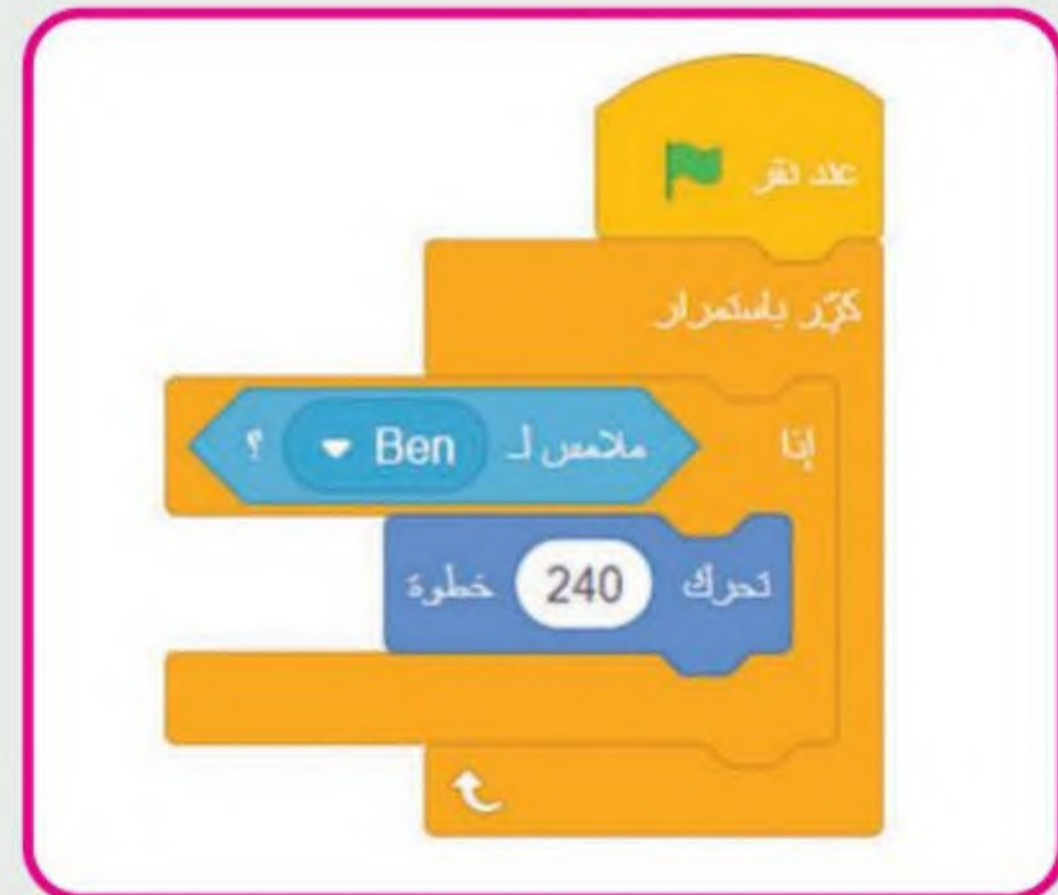 عند نقر
كرّر باستمرار
إذا ملامس لـ Ben ؟
تحرك 240 خطوة